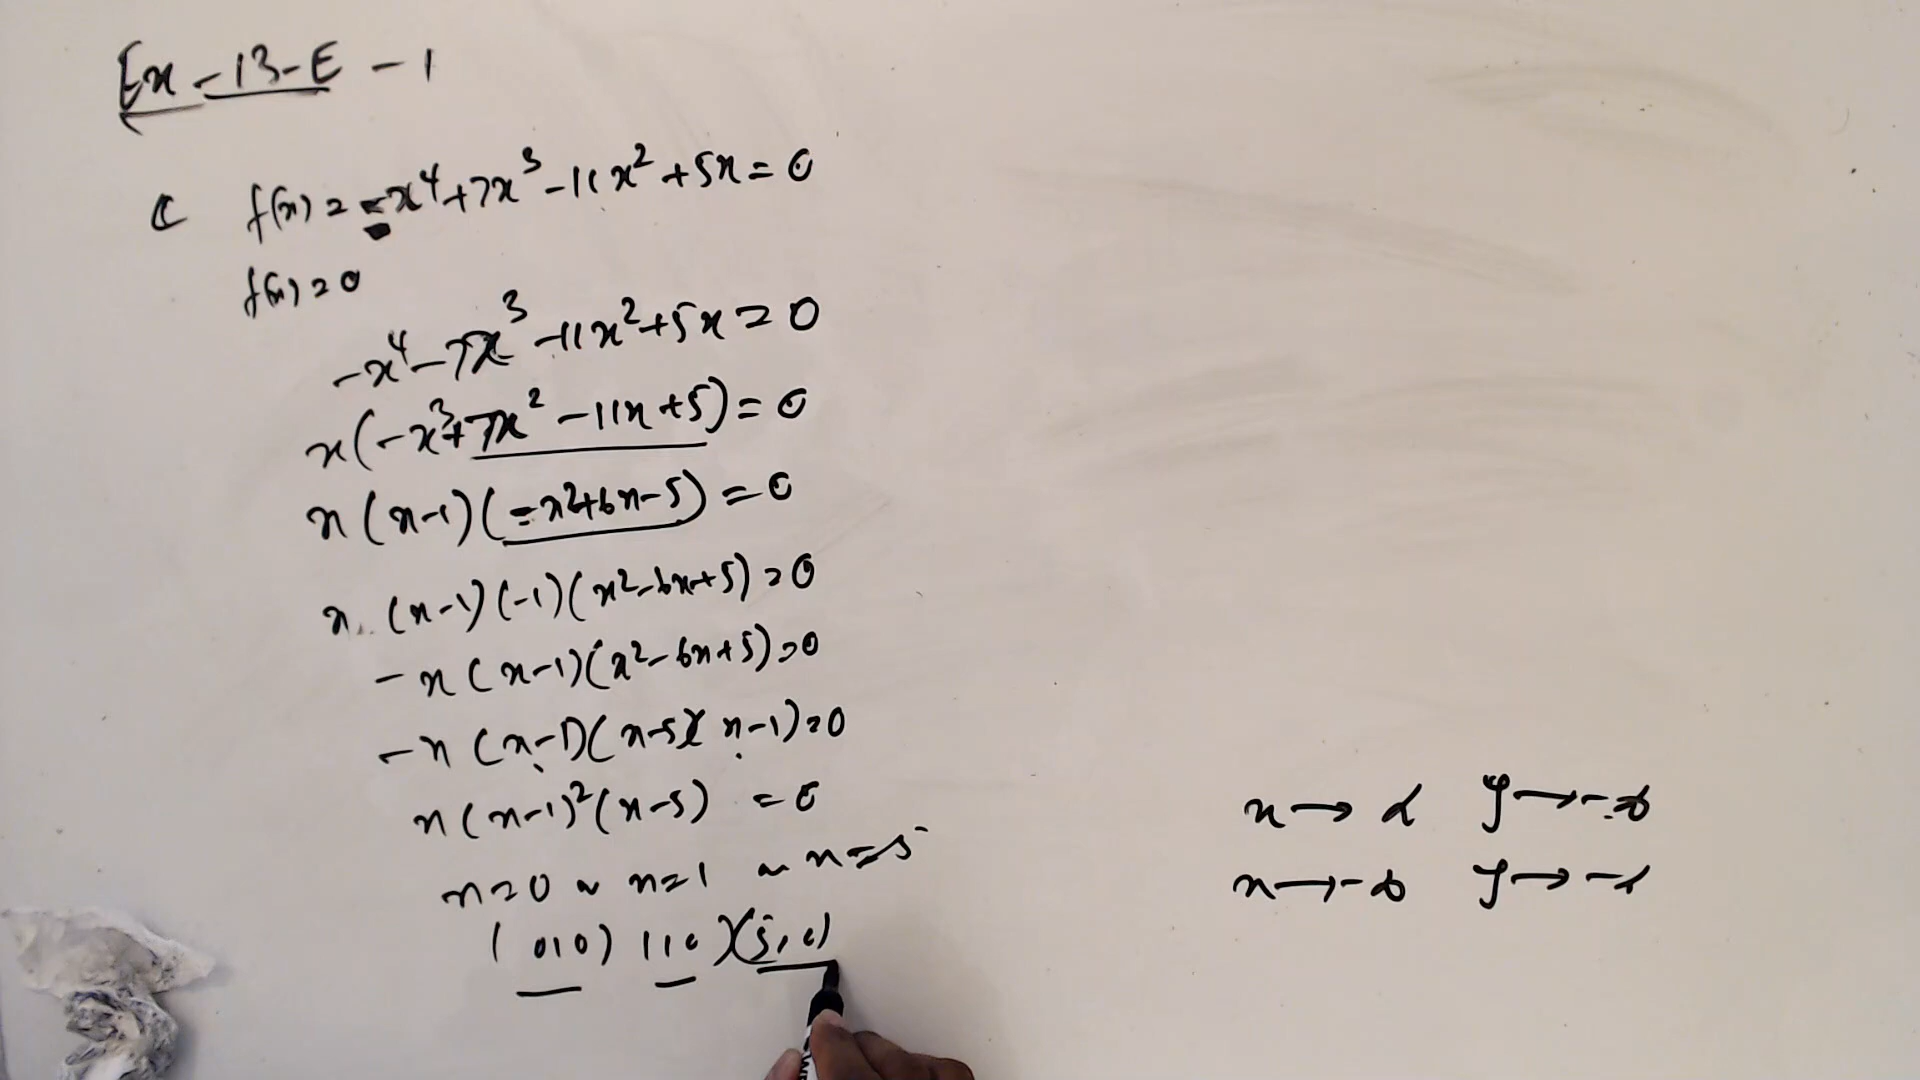 Ex-13-E - 1
c f(x) = -x⁴+7x³-11x²+5x=0
f(x)=0
-x⁴-7x³-11x²+5x=0
x(-x³+7x²-11x+5)=0
x(x-1)(-x²+6x-5)=0
x(x-1)(-1)(x²-6x+5)=0
-x(x-1)(x²-6x+5)=0
-x(x-1)(x-5)(x-1)=0
x(x-1)²(x-5)=0
x=0 or x=1 or x=5
(0,0) 1,0)(5,0)
x→∞ y→-∞
x→-∞ y→-∞